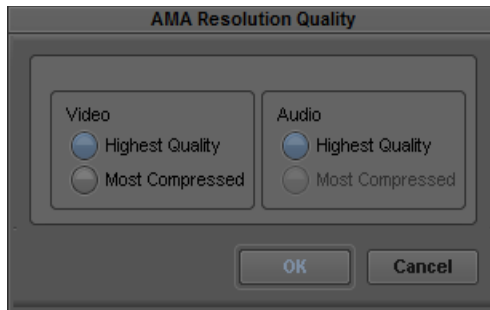 AMA Resolution Quality
Video
Highest Quality
Most Compressed
Audio
Highest Quality
Most Compressed
OK
Cancel